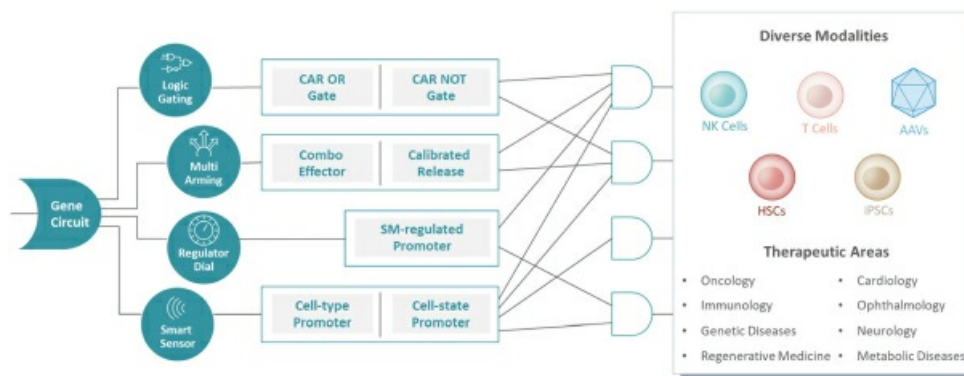 Gene
Circuit
Logic
Gating
Multi
Arming
Regulator
Dial
Smart
Sensor
CAR OR
Gate
CAR NOT
Gate
Combo
Effector
Calibrated
Release
SM-regulated
Promoter
Cell-type
Promoter
Cell-state
Promoter
Diverse Modalities
NK Cells
T Cells
AAVs
HSCs
iPSCs
Therapeutic Areas
• Oncology
• Immunology
• Genetic Diseases
• Regenerative Medicine
• Cardiology
• Ophthalmology
• Neurology
• Metabolic Diseases